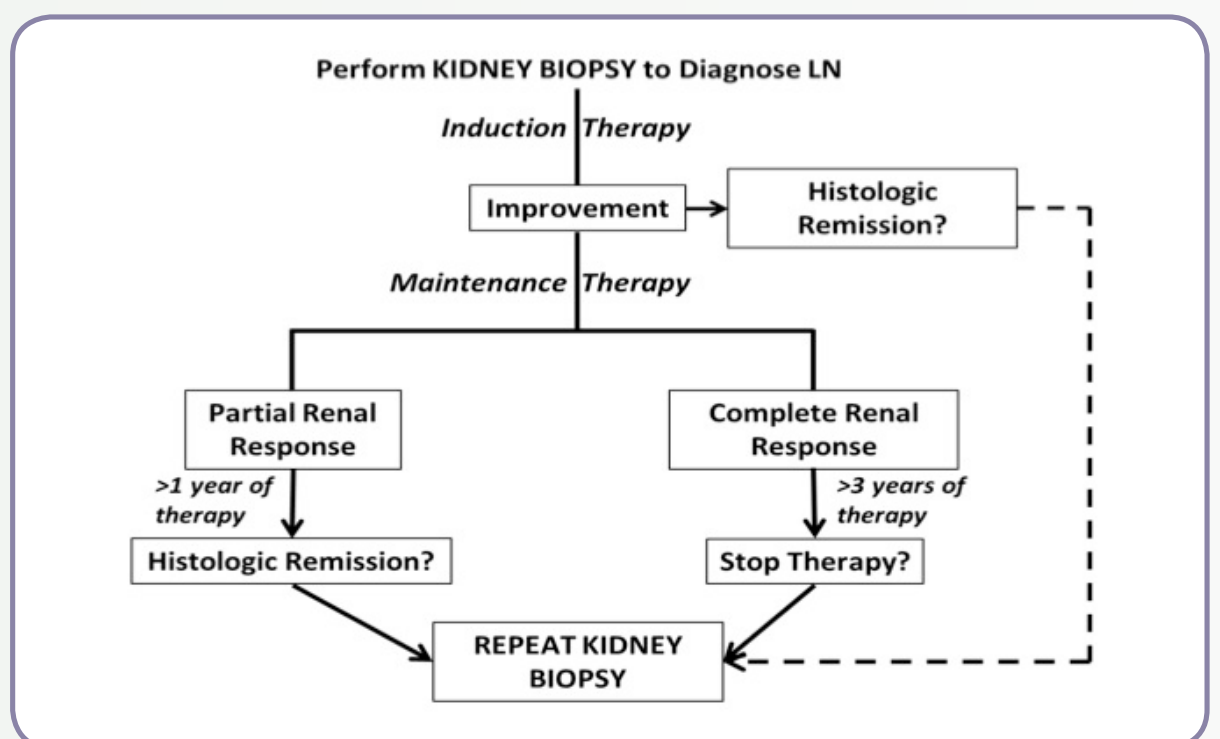 Perform KIDNEY BIOPSY to Diagnose LN
Induction Therapy
Improvement
Histologic
Remission?
Maintenance Therapy
Partial Renal
Response
Complete Renal
Response
>1 year of
therapy
>3 years of
therapy
Histologic Remission?
Stop Therapy?
REPEAT KIDNEY
BIOPSY